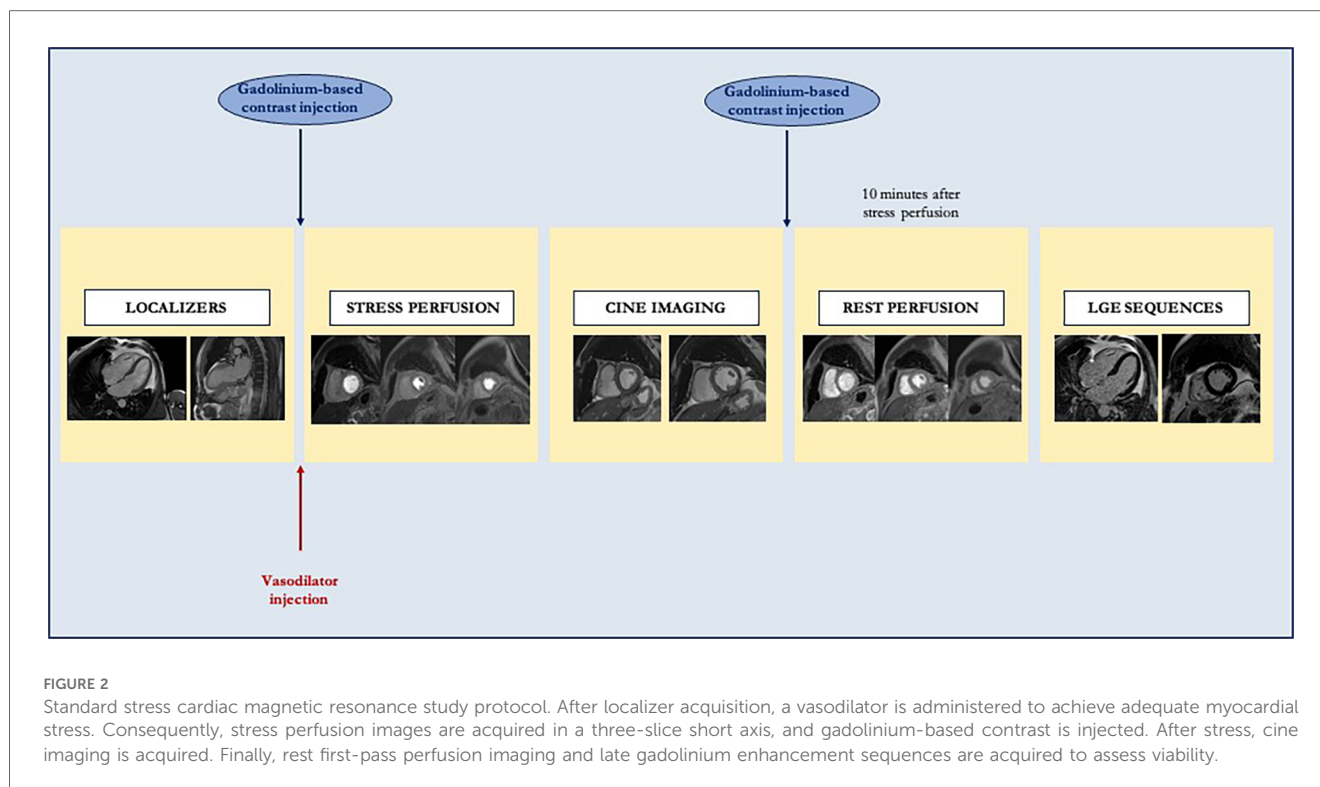 Gadolinium-based
contrast injection
Gadolinium-based
contrast injection
10 minutes after
stress perfusion
LOCALIZERS
STRESS PERFUSION
CINE IMAGING
REST PERFUSION
LGE SEQUENCES
Vasodilator
injection
FIGURE 2
Standard stress cardiac magnetic resonance study protocol. After localizer acquisition, a vasodilator is administered to achieve adequate myocardial
stress. Consequently, stress perfusion images are acquired in a three-slice short axis, and gadolinium-based contrast is injected. After stress, cine
imaging is acquired. Finally, rest first-pass perfusion imaging and late gadolinium enhancement sequences are acquired to assess viability.